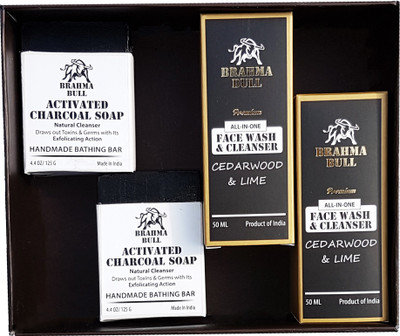 BRAHMA
BULL
ACTIVATED
CHARCOAL SOAP
Natural Cleanser
Draws out Toxins & Germs with Its
Exfolicating Action
HANDMADE BATHING BAR
4.4 OZ/ 125 G Made In India
BRAHMA
BULL
ACTIVATED
CHARCOAL SOAP
Natural Cleanser
Draws out Toxins & Germs with Its
Exfolicating Action
HANDMADE BATHING BAR
4.4 OZ/ 125 G Made In India
BRAHMA
BULL
Premium
ALL-IN-ONE
FACE WASH
& CLEANSER
CEDARWOOD
& LIME
50 ML Product of India
BRAHMA
BULL
Premium
ALL-IN-ONE
FACE WASH
& CLEANSER
CEDARWOOD
& LIME
50 ML Product of India